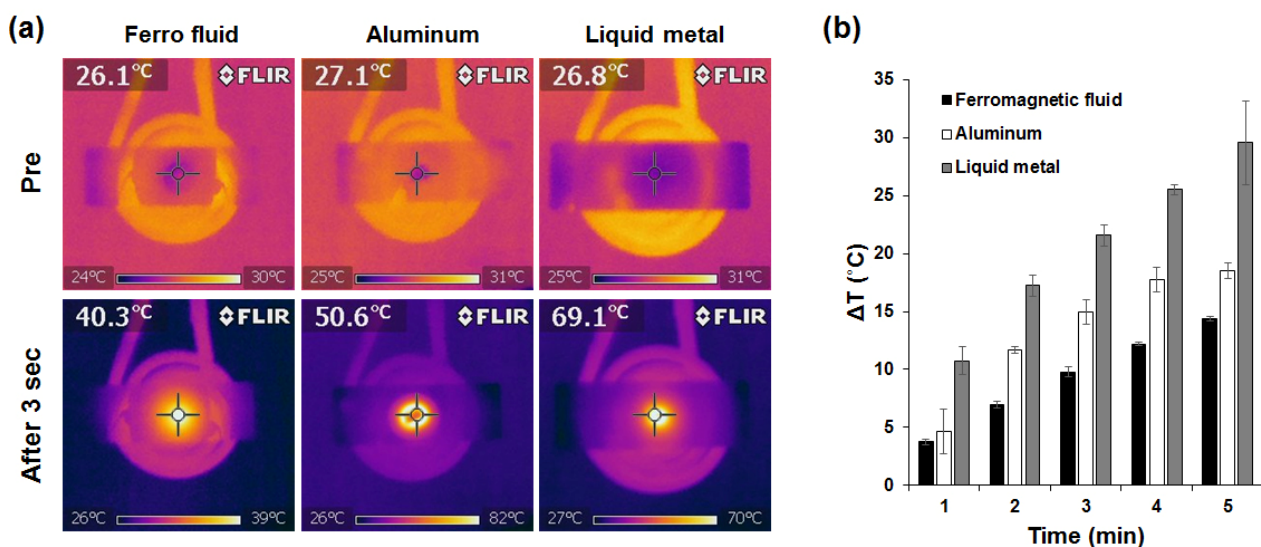 (a)
Ferro fluid
Aluminum
Liquid metal
Pre
26.1°C
FLIR
24°C
30°C
27.1°C
FLIR
25°C
31°C
26.8°C
FLIR
25°C
31°C
After 3 sec
40.3°C
FLIR
26°C
39°C
50.6°C
FLIR
26°C
82°C
69.1°C
FLIR
27°C
70°C
(b)
Ferromagnetic fluid
Aluminum
Liquid metal
ΔT (°C)
35
30
25
20
15
10
5
0
1
2
3
4
5
Time (min)